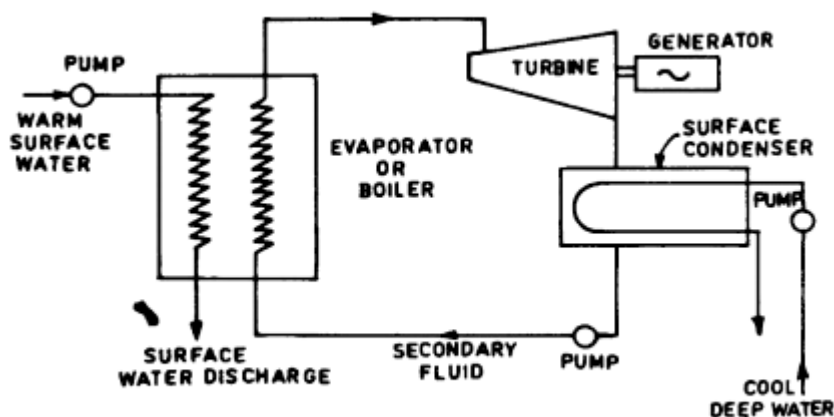 PUMP
WARM
SURFACE
WATER
EVAPORATOR
OR
BOILER
SURFACE
WATER DISCHARGE
TURBINE
GENERATOR
SURFACE
CONDENSER
PUMP
SECONDARY
FLUID
PUMP
COOL
DEEP WATER